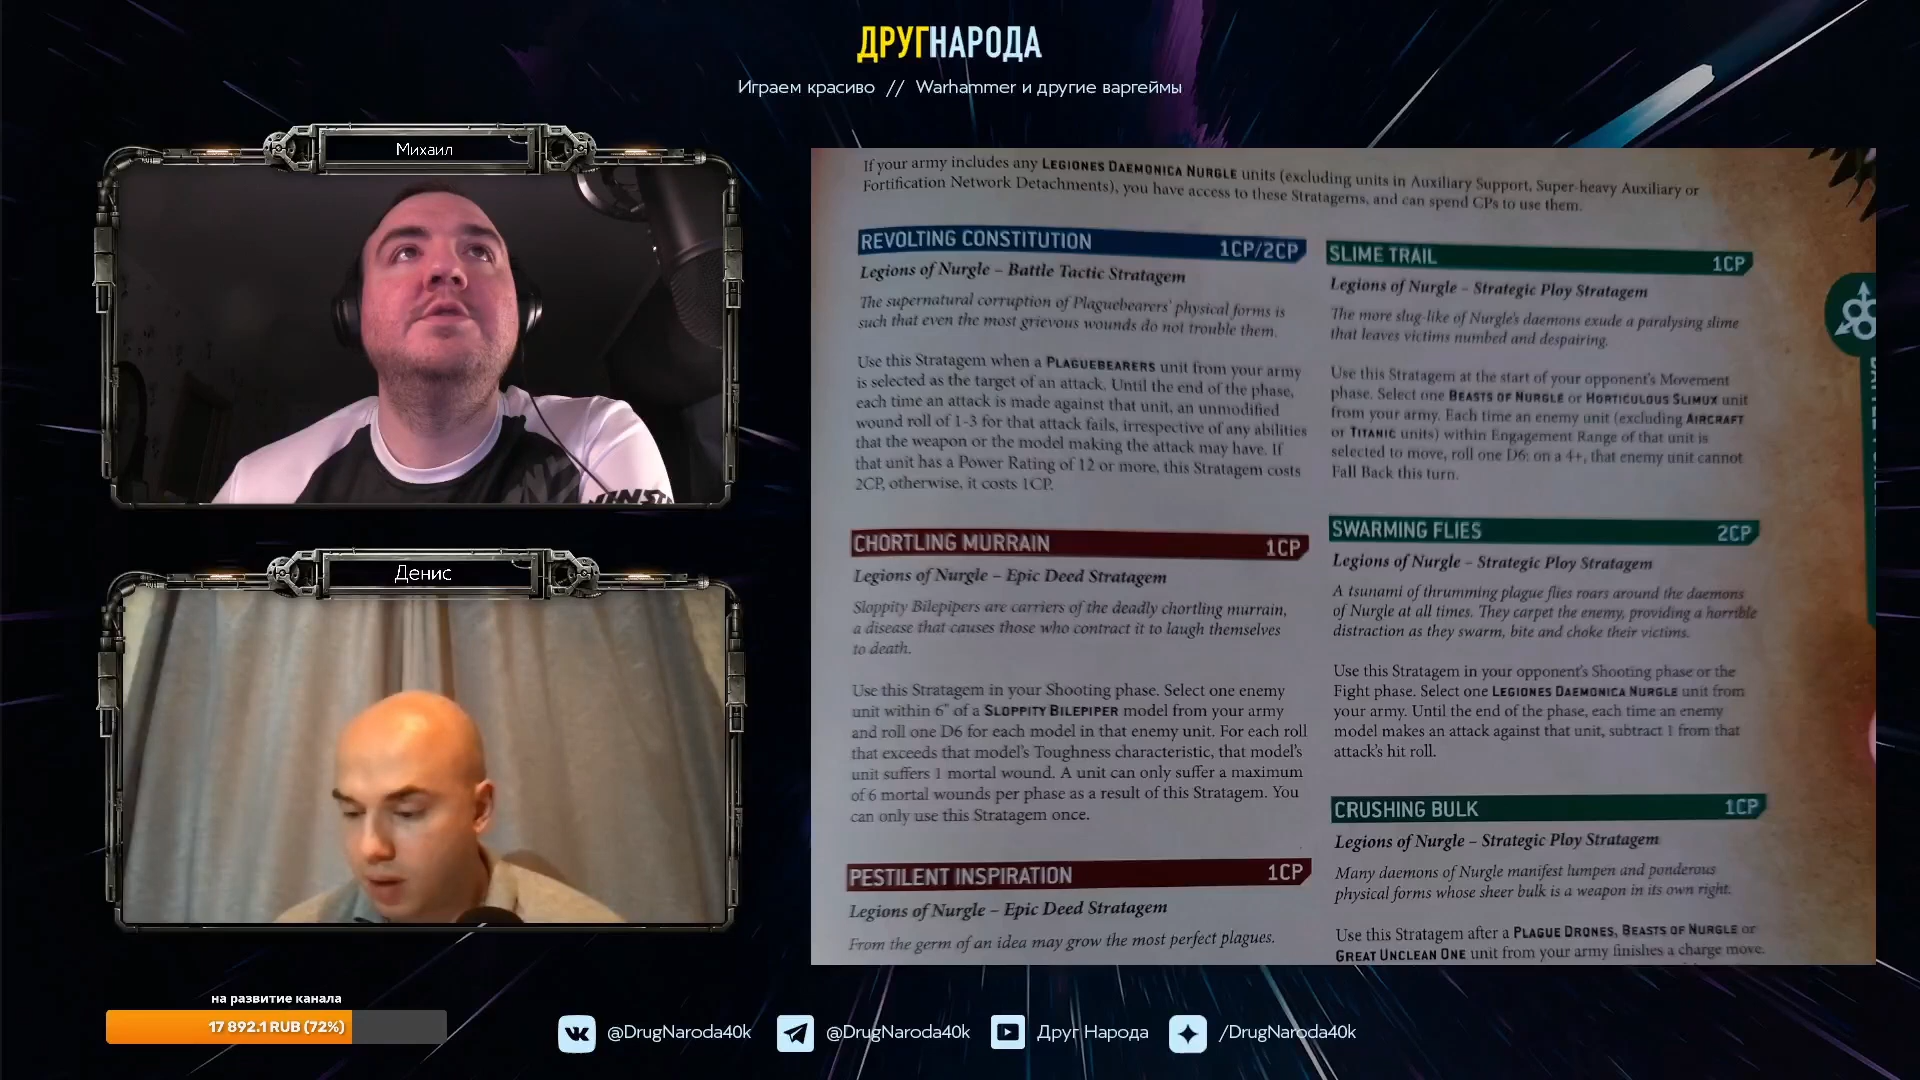 ДРУГНАРОДА
Играем красиво // Warhammer и другие варгеймы
Михаил
Денис
If your army includes any LEGIONES DAEMONICA NURGLE units (excluding units in Auxiliary Support, Super-heavy Auxiliary or
Fortification Network Detachments), you have access to these Stratagems, and can spend CPs to use them.
REVOLTING CONSTITUTION 1CP/2CP
Legions of Nurgle – Battle Tactic Stratagem
The supernatural corruption of Plaguebearers' physical forms is
such that even the most grievous wounds do not trouble them.
Use this Stratagem when a PLAGUEBEARERS unit from your army
is selected as the target of an attack. Until the end of the phase,
each time an attack is made against that unit, an unmodified
wound roll of 1-3 for that attack fails, irrespective of any abilities
that the weapon or the model making the attack may have. If
that unit has a Power Rating of 12 or more, this Stratagem costs
2CP, otherwise, it costs 1CP.
CHORTLING MURRAIN 1CP
Legions of Nurgle – Epic Deed Stratagem
Sloppity Bilepipers are carriers of the deadly chortling murrain,
a disease that causes those who contract it to laugh themselves
to death.
Use this Stratagem in your Shooting phase. Select one enemy
unit within 6" of a SLOPPITY BILEPIPER model from your army
and roll one D6 for each model in that enemy unit. For each roll
that exceeds that model's Toughness characteristic, that model's
unit suffers 1 mortal wound. A unit can only suffer a maximum
of 6 mortal wounds per phase as a result of this Stratagem. You
can only use this Stratagem once.
PESTILENT INSPIRATION 1CP
Legions of Nurgle – Epic Deed Stratagem
From the germ of an idea may grow the most perfect plagues.
SLIME TRAIL 1CP
Legions of Nurgle – Strategic Ploy Stratagem
The more slug-like of Nurgle's daemons exude a paralysing slime
that leaves victims numbed and despairing.
Use this Stratagem at the start of your opponent's Movement
phase. Select one BEASTS OF NURGLE or HORTICULOUS SLIMUX unit
from your army. Each time an enemy unit (excluding AIRCRAFT
or TITANIC units) within Engagement Range of that unit is
selected to move, roll one D6: on a 4+, that enemy unit cannot
Fall Back this turn.
SWARMING FLIES 2CP
Legions of Nurgle – Strategic Ploy Stratagem
A tsunami of thrumming plague flies roars around the daemons
of Nurgle at all times. They carpet the enemy, providing a horrible
distraction as they swarm, bite and choke their victims.
Use this Stratagem in your opponent's Shooting phase or the
Fight phase. Select one LEGIONES DAEMONICA NURGLE unit from
your army. Until the end of the phase, each time an enemy
model makes an attack against that unit, subtract 1 from that
attack's hit roll.
CRUSHING BULK 1CP
Legions of Nurgle – Strategic Ploy Stratagem
Many daemons of Nurgle manifest lumpen and ponderous
physical forms whose sheer bulk is a weapon in its own right.
Use this Stratagem after a PLAGUE DRONES, BEASTS OF NURGLE or
GREAT UNCLEAN ONE unit from your army finishes a charge move.
на развитие канала
17 892.1 RUB (72%)
@DrugNaroda40k
@DrugNaroda40k
Друг Народа
/DrugNaroda40k